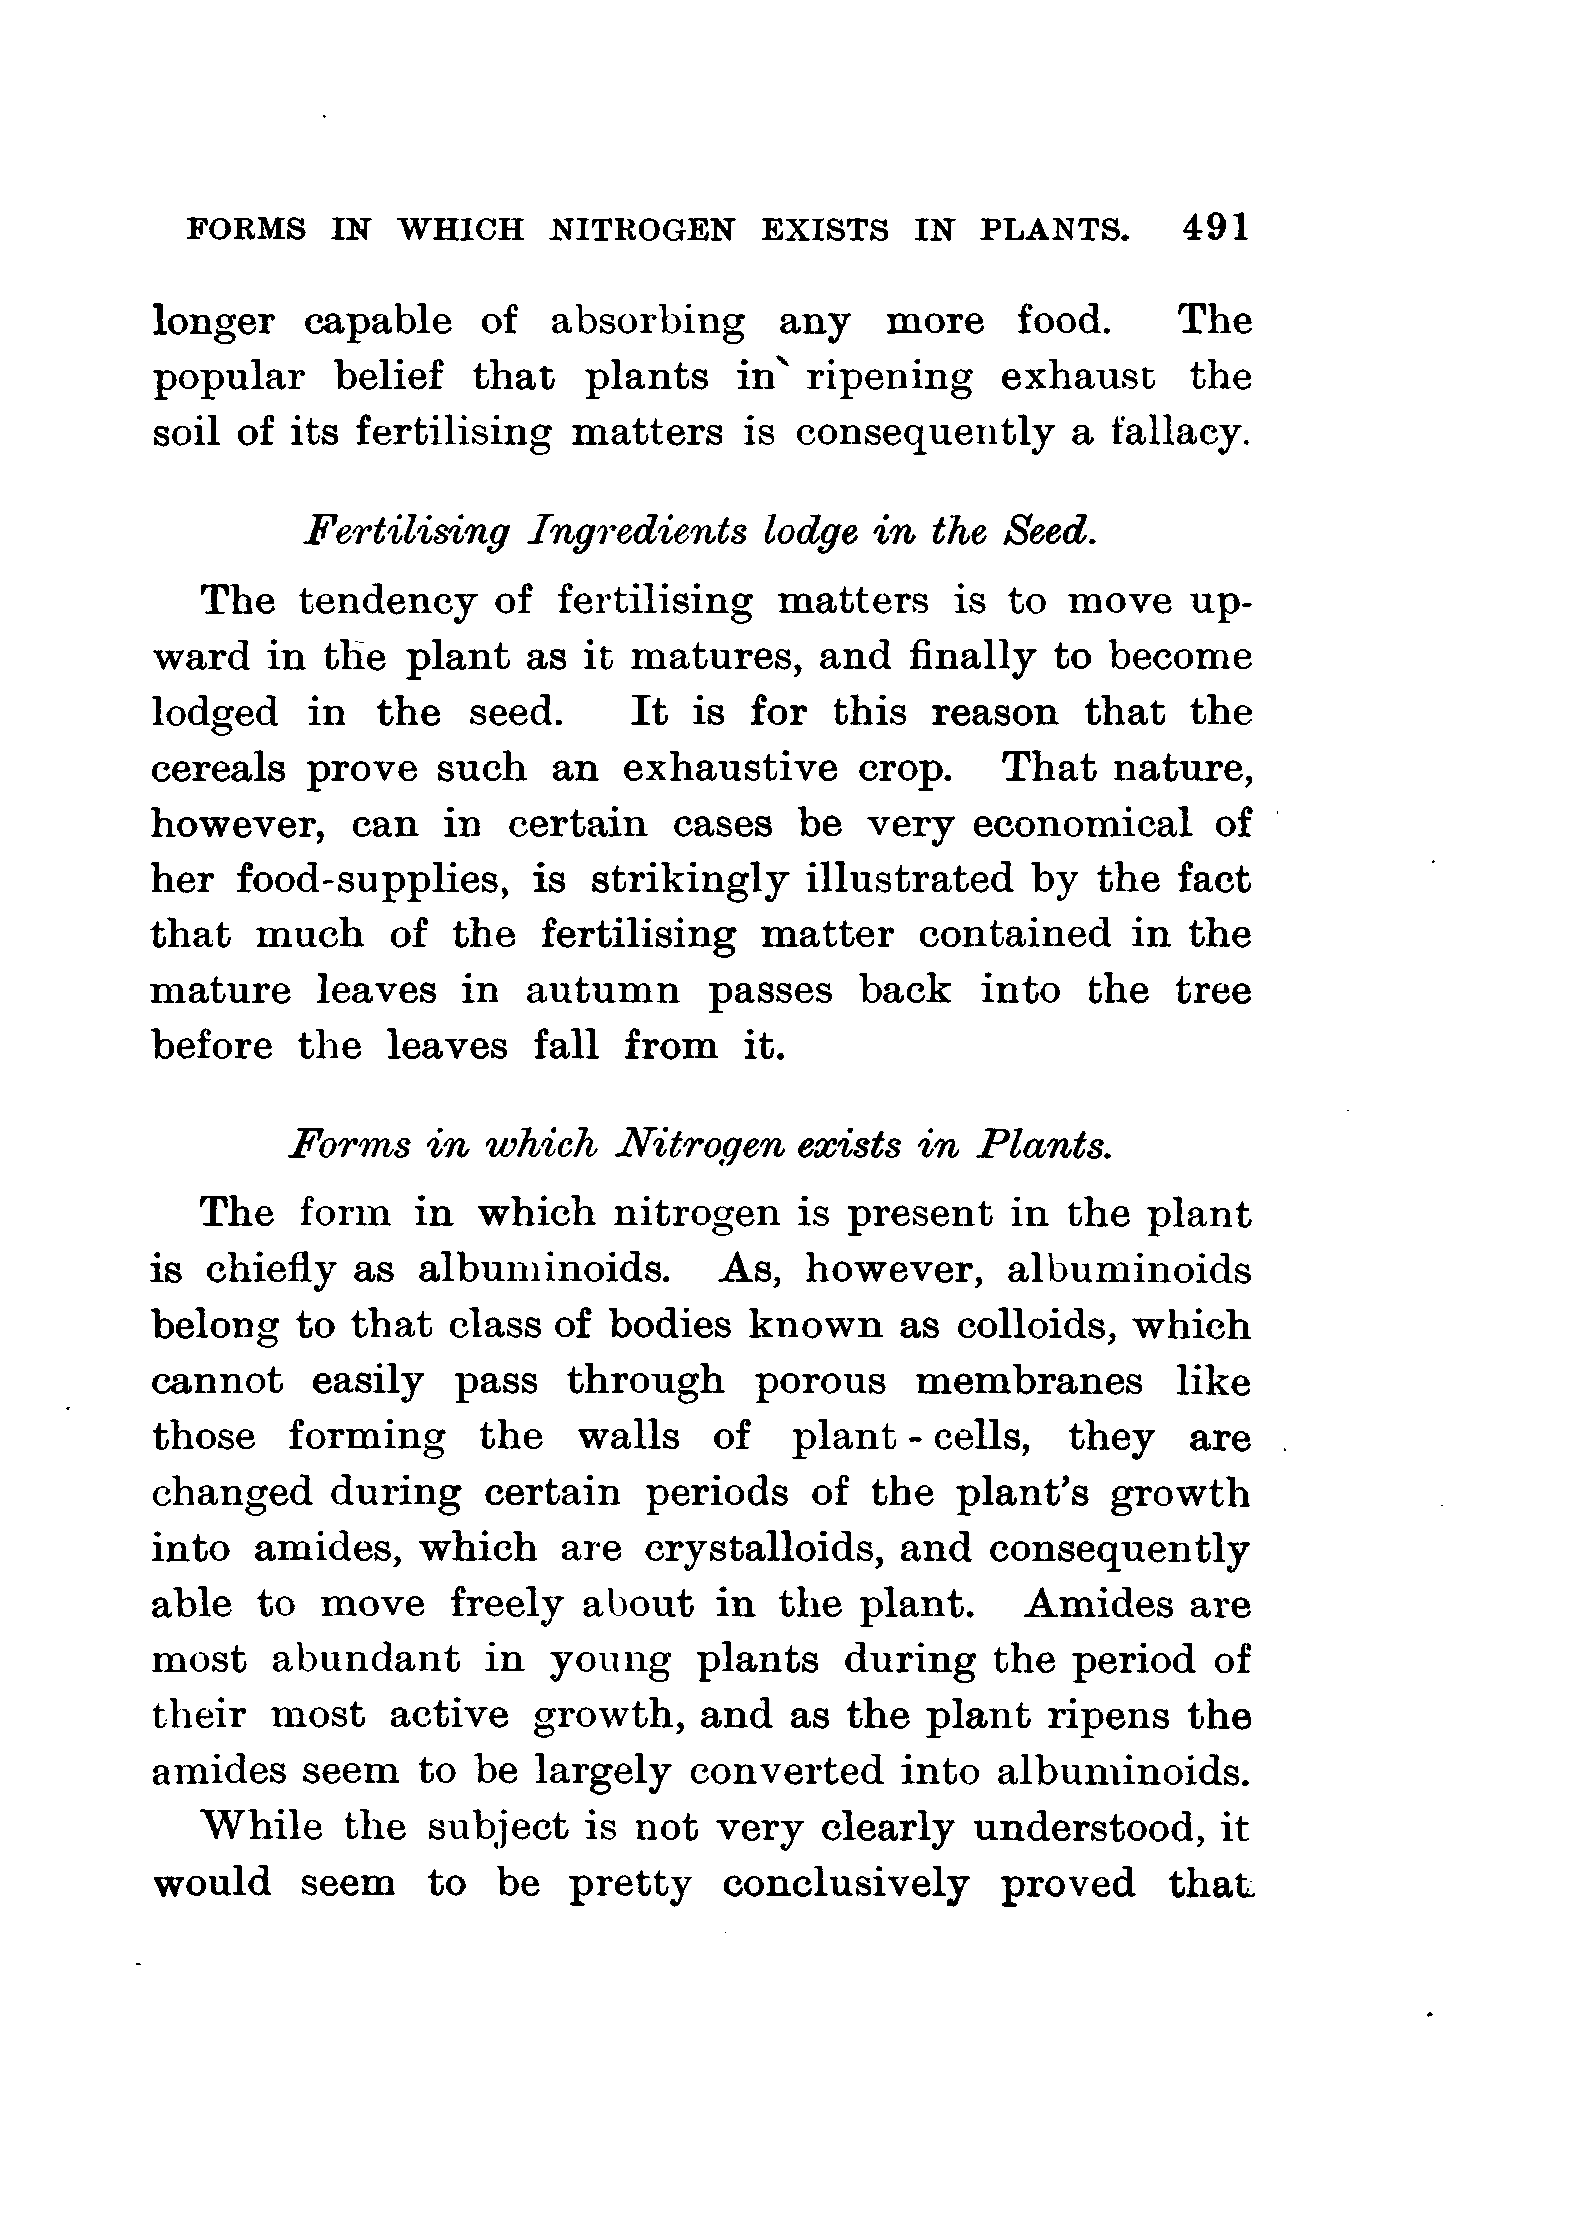 FORMS IN WHICH NITROGEN EXISTS IN PLANTS. 491
longer capable of absorbing any more food. The
popular belief that plants in ripening exhaust the
soil of its fertilising matters is consequently a fallacy.
Fertilising Ingredients lodge in the Seed.
The tendency of fertilising matters is to move up-
ward in the plant as it matures, and finally to become
lodged in the seed. It is for this reason that the
cereals prove such an exhaustive crop. That nature,
however, can in certain cases be very economical of
her food-supplies, is strikingly illustrated by the fact
that much of the fertilising matter contained in the
mature leaves in autumn passes back into the tree
before the leaves fall from it.
Forms in which Nitrogen exists in Plants.
The form in which nitrogen is present in the plant
is chiefly as albuminoids. As, however, albuminoids
belong to that class of bodies known as colloids, which
cannot easily pass through porous membranes like
those forming the walls of plant-cells, they are
changed during certain periods of the plant's growth
into amides, which are crystalloids, and consequently
able to move freely about in the plant. Amides are
most abundant in young plants during the period of
their most active growth, and as the plant ripens the
amides seem to be largely converted into albuminoids.
While the subject is not very clearly understood, it
would seem to be pretty conclusively proved that